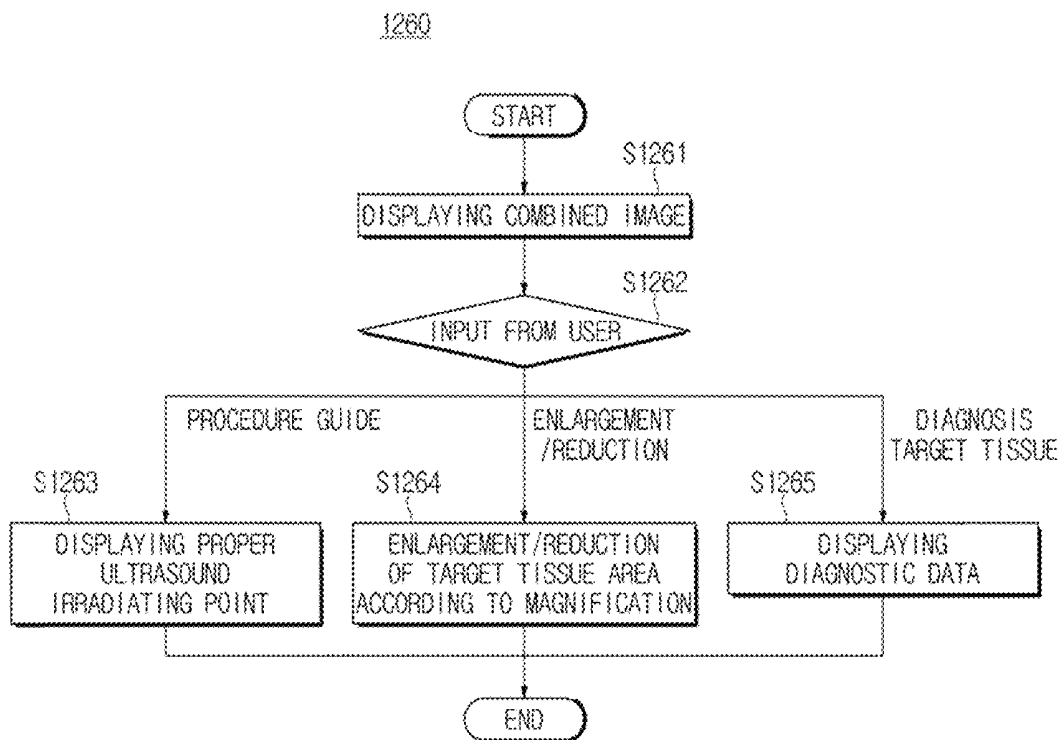 1260
START
S1261
DISPLAYING COMBINED IMAGE
S1262
INPUT FROM USER
PROCEDURE GUIDE
ENLARGEMENT
/REDUCTION
DIAGNOSIS
TARGET TISSUE
S1263
DISPLAYING PROPER
ULTRASOUND
IRRADIATING POINT
S1264
ENLARGEMENT/REDUCTION
OF TARGET TISSUE AREA
ACCORDING TO MAGNIFICATION
S1265
DISPLAYING
DIAGNOSTIC DATA
END